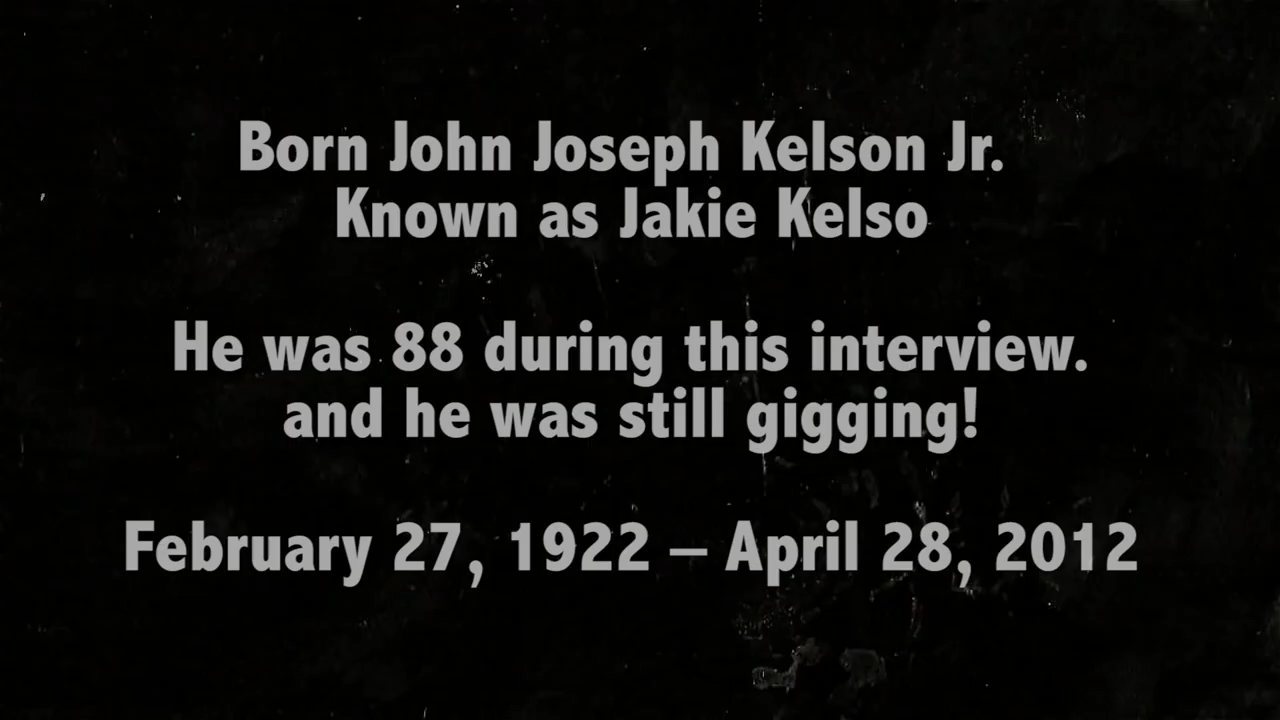 Born John Joseph Kelson Jr.
Known as Jakie Kelso
He was 88 during this interview.
and he was still gigging!
February 27, 1922 – April 28, 2012